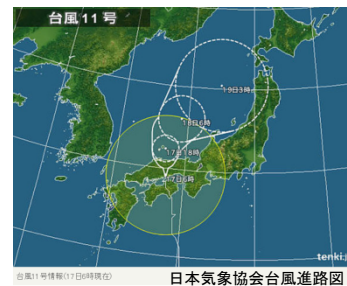 台風11号
19日3時
18日6時
17日18時
17日6時
tenki.
台風11号情報(17日6時現在)
日本気象協会台風進路図